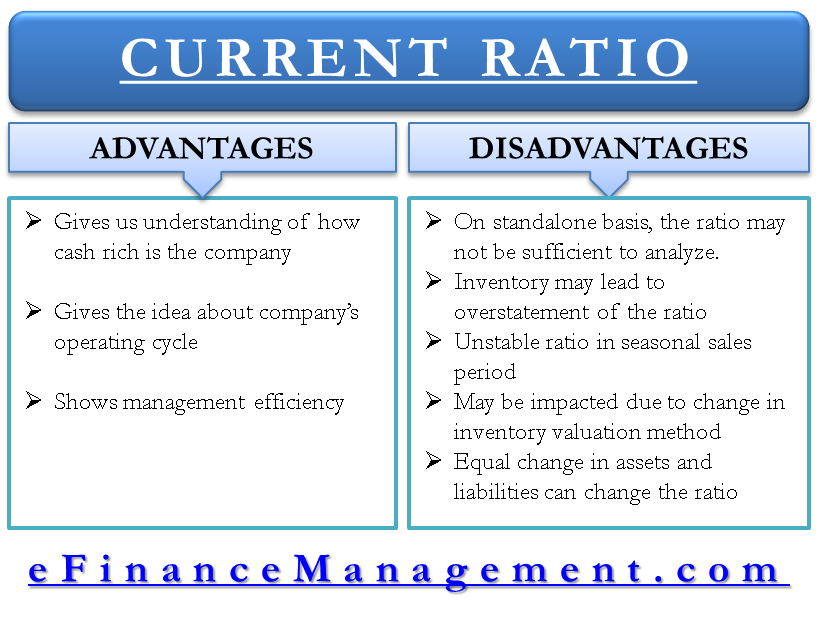 CURRENT RATIO
ADVANTAGES
Gives us understanding of how
cash rich is the company
Gives the idea about company's
operating cycle
Shows management efficiency
DISADVANTAGES
On standalone basis, the ratio may
not be sufficient to analyze.
Inventory may lead to
overstatement of the ratio
Unstable ratio in seasonal sales
period
May be impacted due to change in
inventory valuation method
Equal change in assets and
liabilities can change the ratio
eFinanceManagement.com